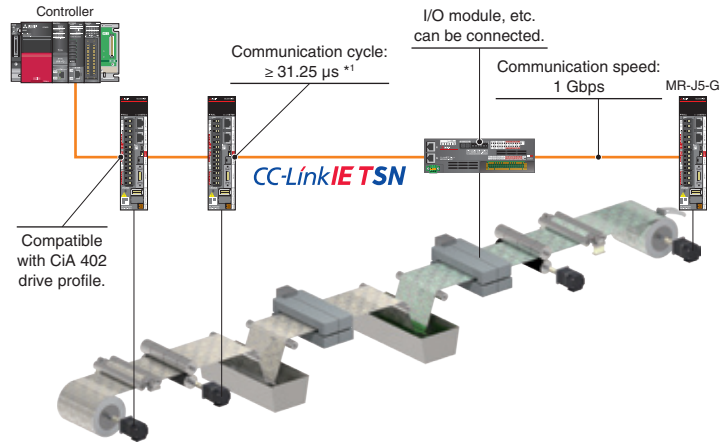 Controller
I/O module, etc.
can be connected.
Communication cycle:
≥ 31.25 µs *1
Communication speed:
1 Gbps
MR-J5-G
CC-Link IE TSN
Compatible
with CiA 402
drive profile.